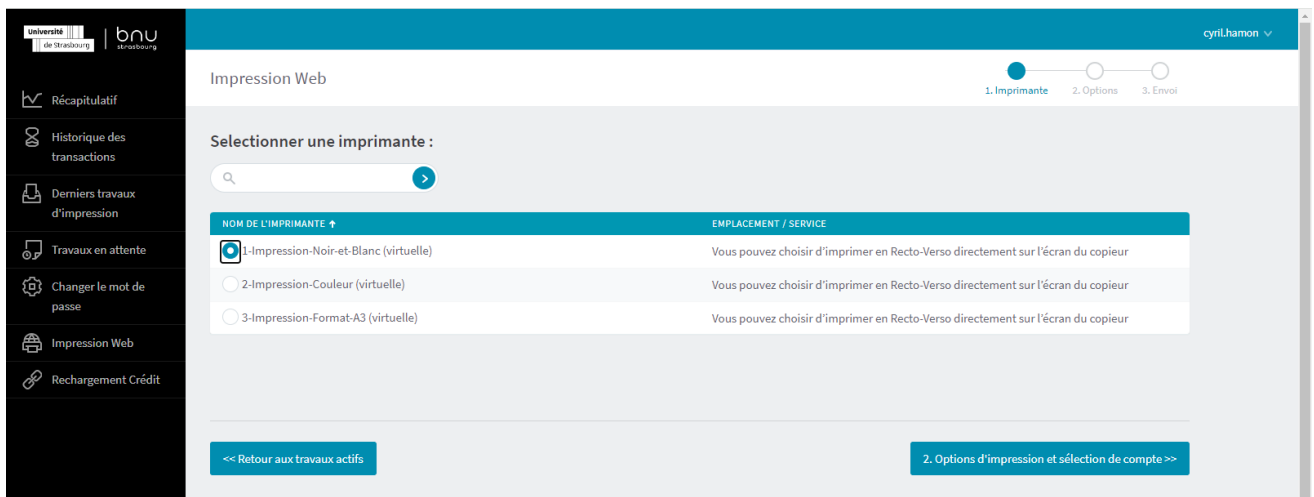 Université
de Strasbourg
bnu
strasbourg
cyril.hamon
Récapitulatif
Historique des
transactions
Derniers travaux
d'impression
Travaux en attente
Changer le mot de
passe
Impression Web
Rechargement Crédit
Impression Web
1. Imprimante 2. Options 3. Envoi
Selectionner une imprimante :
NOM DE L'IMPRIMANTE ↑ EMPLACEMENT / SERVICE
1-Impression-Noir-et-Blanc (virtuelle) Vous pouvez choisir d'imprimer en Recto-Verso directement sur l'écran du copieur
2-Impression-Couleur (virtuelle) Vous pouvez choisir d'imprimer en Recto-Verso directement sur l'écran du copieur
3-Impression-Format-A3 (virtuelle) Vous pouvez choisir d'imprimer en Recto-Verso directement sur l'écran du copieur
<< Retour aux travaux actifs 2. Options d'impression et sélection de compte >>